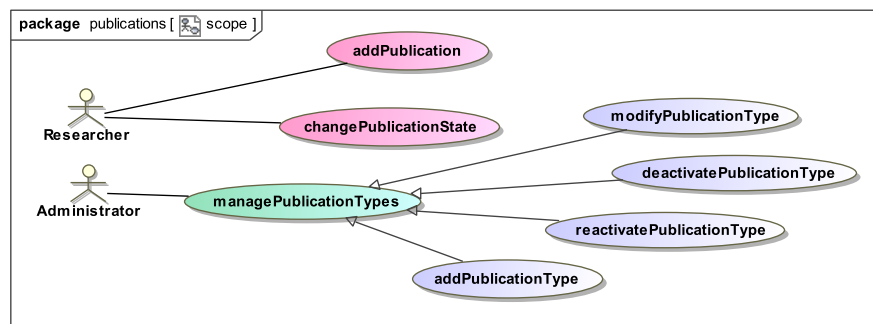 package publications [ scope ]
addPublication
changePublicationState
Researcher
modifyPublicationType
deactivatePublicationType
Administrator
managePublicationTypes
reactivatePublicationType
addPublicationType